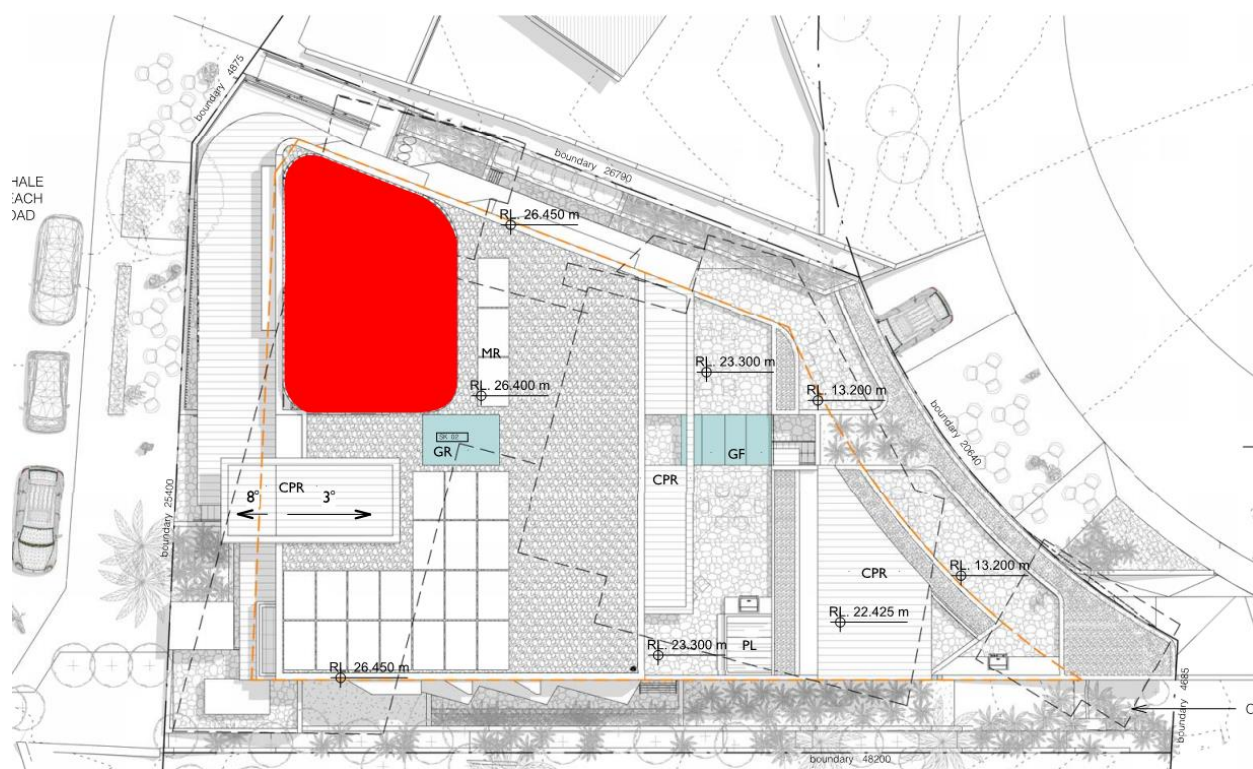 boundary 4875
boundary 26790
HALE
EACH
OAD
RL. 26.450 m
MR
RL. 23.300 m
RL. 26.400 m
RL. 13.200 m
SK 02
GR
GF
boundary 20640
CPR
CPR
8°
3°
boundary 25400
CPR
RL. 13.200 m
RL. 22.425 m
RL. 23.300 m
PL
RL. 26.450 m
boundary 4685
C
boundary 48200